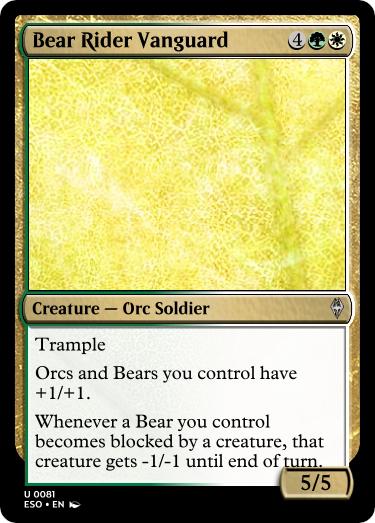 Bear Rider Vanguard 4
Creature — Orc Soldier
Trample
Orcs and Bears you control have
+1/+1.
Whenever a Bear you control
becomes blocked by a creature, that
creature gets -1/-1 until end of turn.
5/5
U 0081
ESO • EN